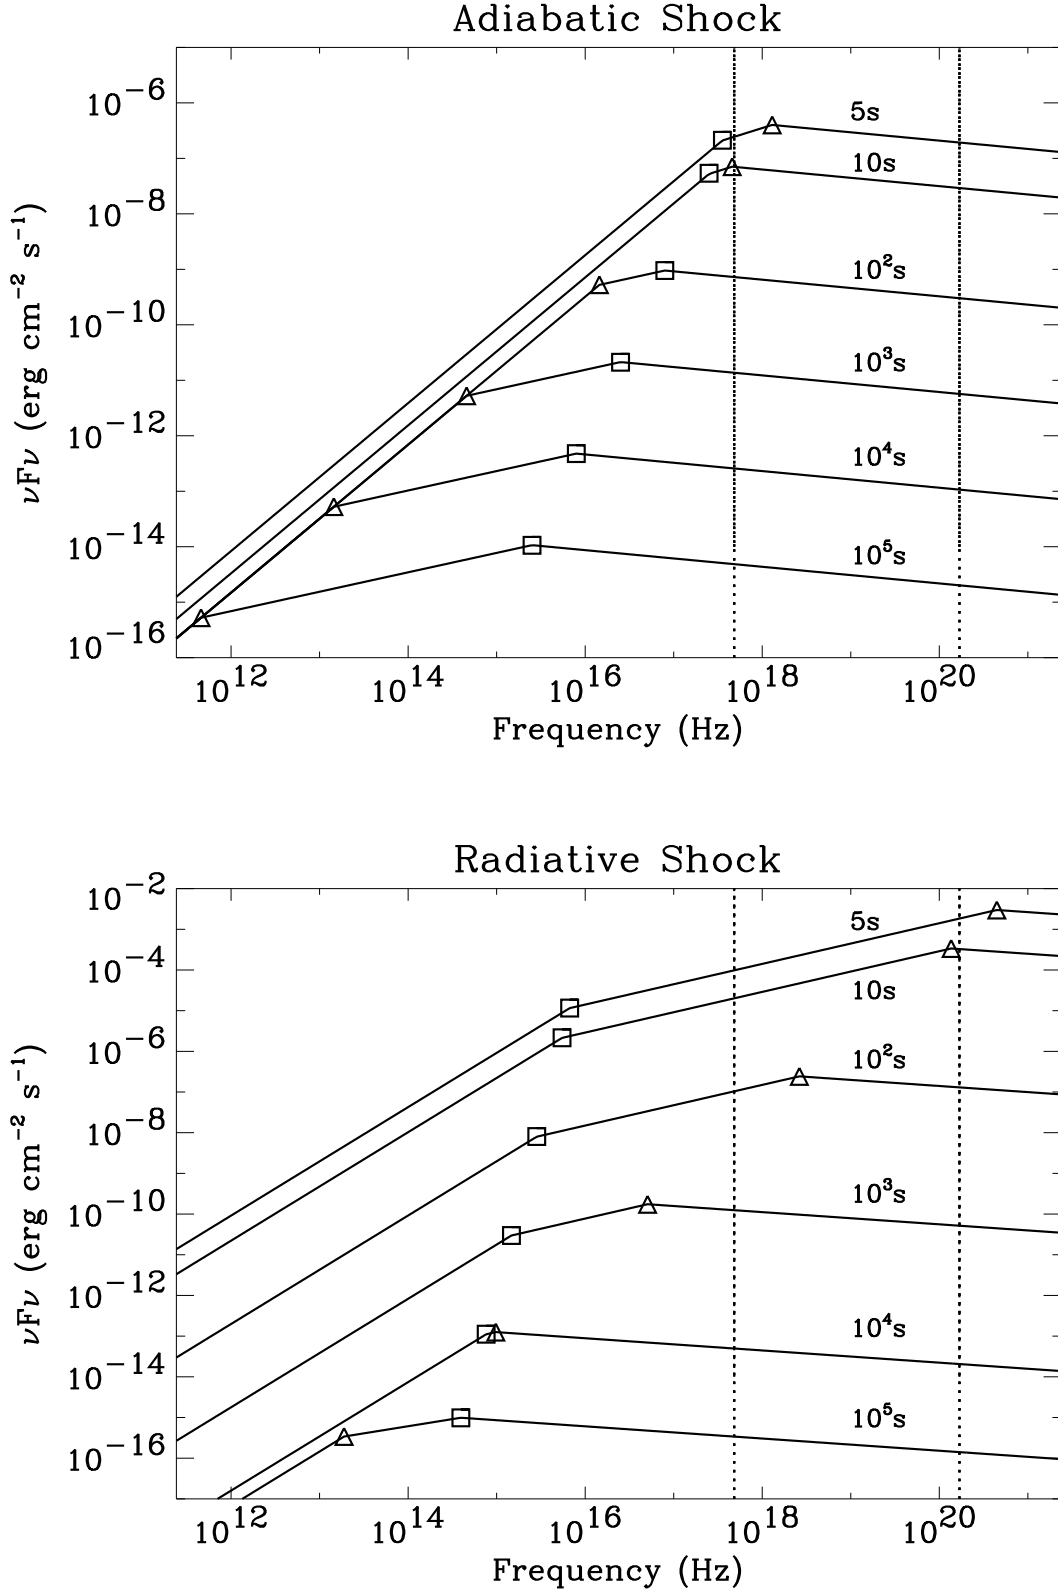 Adiabatic Shock
10⁻⁶
10⁻⁸
10⁻¹⁰
10⁻¹²
10⁻¹⁴
10⁻¹⁶
νFν (erg cm⁻² s⁻¹)
5s
10s
10²s
10³s
10⁴s
10⁵s
10¹² 10¹⁴ 10¹⁶ 10¹⁸ 10²⁰
Frequency (Hz)
Radiative Shock
10⁻²
10⁻⁴
10⁻⁶
10⁻⁸
10⁻¹⁰
10⁻¹²
10⁻¹⁴
10⁻¹⁶
νFν (erg cm⁻² s⁻¹)
5s
10s
10²s
10³s
10⁴s
10⁵s
10¹² 10¹⁴ 10¹⁶ 10¹⁸ 10²⁰
Frequency (Hz)